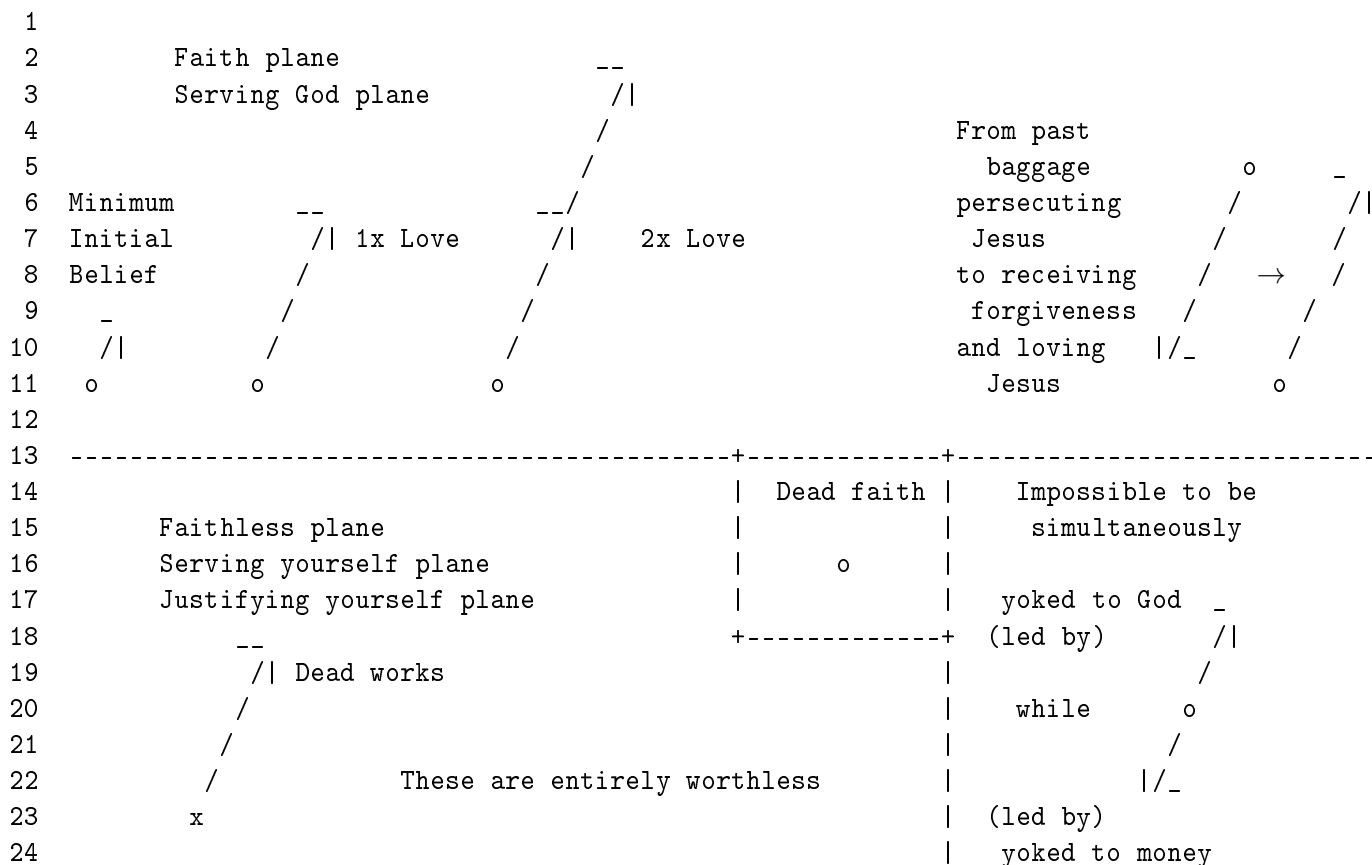 1
2         Faith plane                 __
3         Serving God plane            /|
4                                     /                       From past
5                                    /                          baggage          o     _
6  Minimum        __              __/                         persecuting       /       /|
7  Initial         /| 1x Love      /|    2x Love               Jesus           /       /
8  Belief         /               /                           to receiving    /   →   /
9    _           /               /                             forgiveness   /       /
10   /|         /               /                             and loving   |/_      /
11  o          o               o                                Jesus              o
12
13 --------------------------------------------+-------------+----------------------------
14                                             |  Dead faith |    Impossible to be
15       Faithless plane                       |             |     simultaneously
16       Serving yourself plane                |      o      |
17       Justifying yourself plane             |             |   yoked to God  _
18            __                               +-------------+  (led by)       /|
19             /| Dead works                                 |                /
20            /                                              |    while      o
21           /                                               |              /
22          /            These are entirely worthless        |            |/_
23         x                                                 |  (led by)
24                                                           |   yoked to money